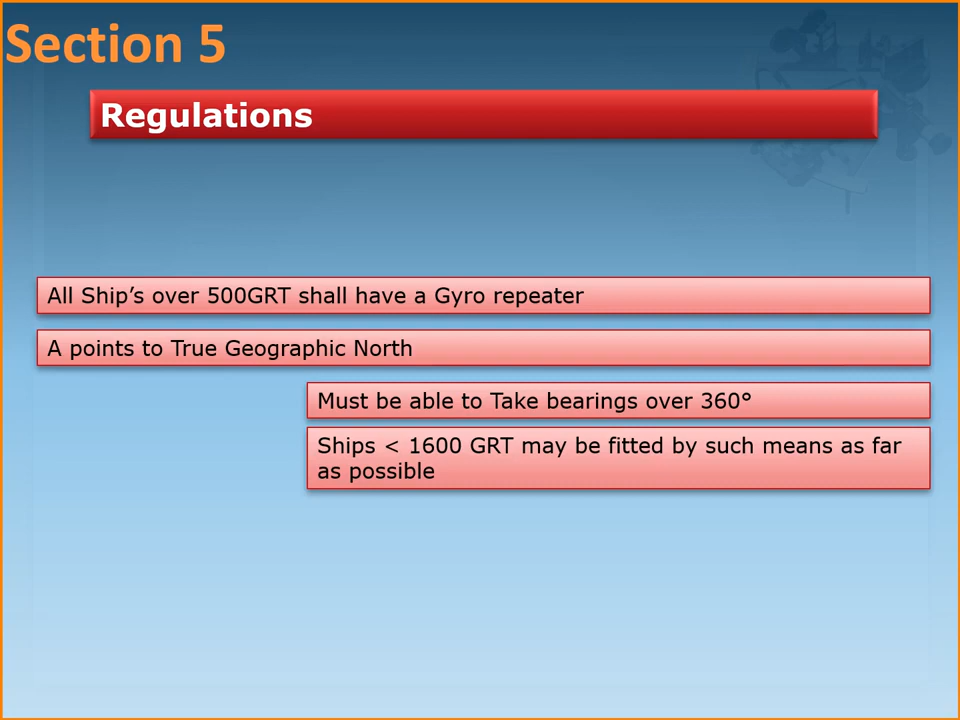 Section 5
Regulations
All Ship’s over 500GRT shall have a Gyro repeater
A points to True Geographic North
Must be able to Take bearings over 360°
Ships < 1600 GRT may be fitted by such means as far
as possible